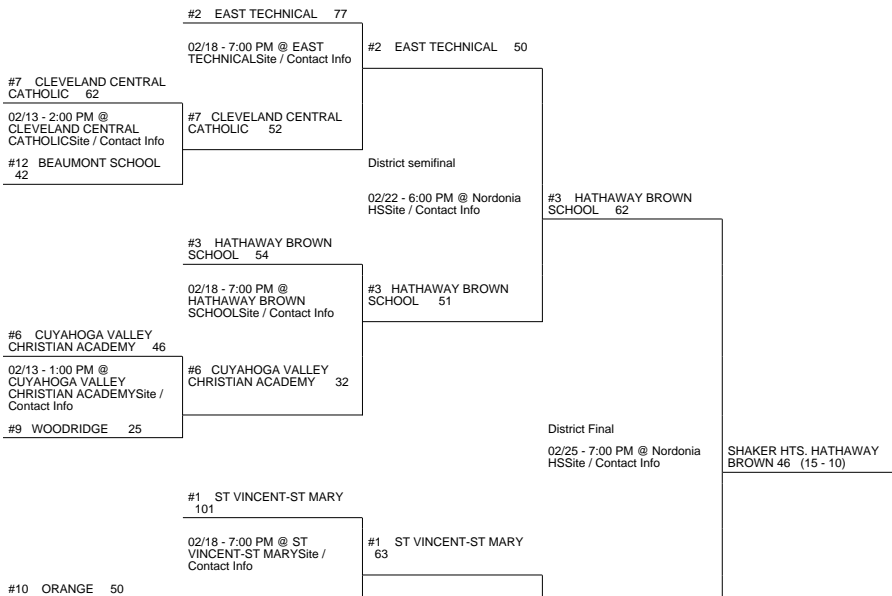 #2 EAST TECHNICAL 77
02/18 - 7:00 PM @ EAST
TECHNICALSite / Contact Info
#2 EAST TECHNICAL 50
#7 CLEVELAND CENTRAL
CATHOLIC 62
02/13 - 2:00 PM @
CLEVELAND CENTRAL
CATHOLICSite / Contact Info
#7 CLEVELAND CENTRAL
CATHOLIC 52
#12 BEAUMONT SCHOOL
42
District semifinal
02/22 - 6:00 PM @ Nordonia
HSSite / Contact Info
#3 HATHAWAY BROWN
SCHOOL 62
#3 HATHAWAY BROWN
SCHOOL 54
02/18 - 7:00 PM @
HATHAWAY BROWN
SCHOOLSite / Contact Info
#3 HATHAWAY BROWN
SCHOOL 51
#6 CUYAHOGA VALLEY
CHRISTIAN ACADEMY 46
02/13 - 1:00 PM @
CUYAHOGA VALLEY
CHRISTIAN ACADEMYSite /
Contact Info
#6 CUYAHOGA VALLEY
CHRISTIAN ACADEMY 32
#9 WOODRIDGE 25
District Final
02/25 - 7:00 PM @ Nordonia
HSSite / Contact Info
SHAKER HTS. HATHAWAY
BROWN 46 (15 - 10)
#1 ST VINCENT-ST MARY
101
02/18 - 7:00 PM @ ST
VINCENT-ST MARYSite /
Contact Info
#1 ST VINCENT-ST MARY
63
#10 ORANGE 50